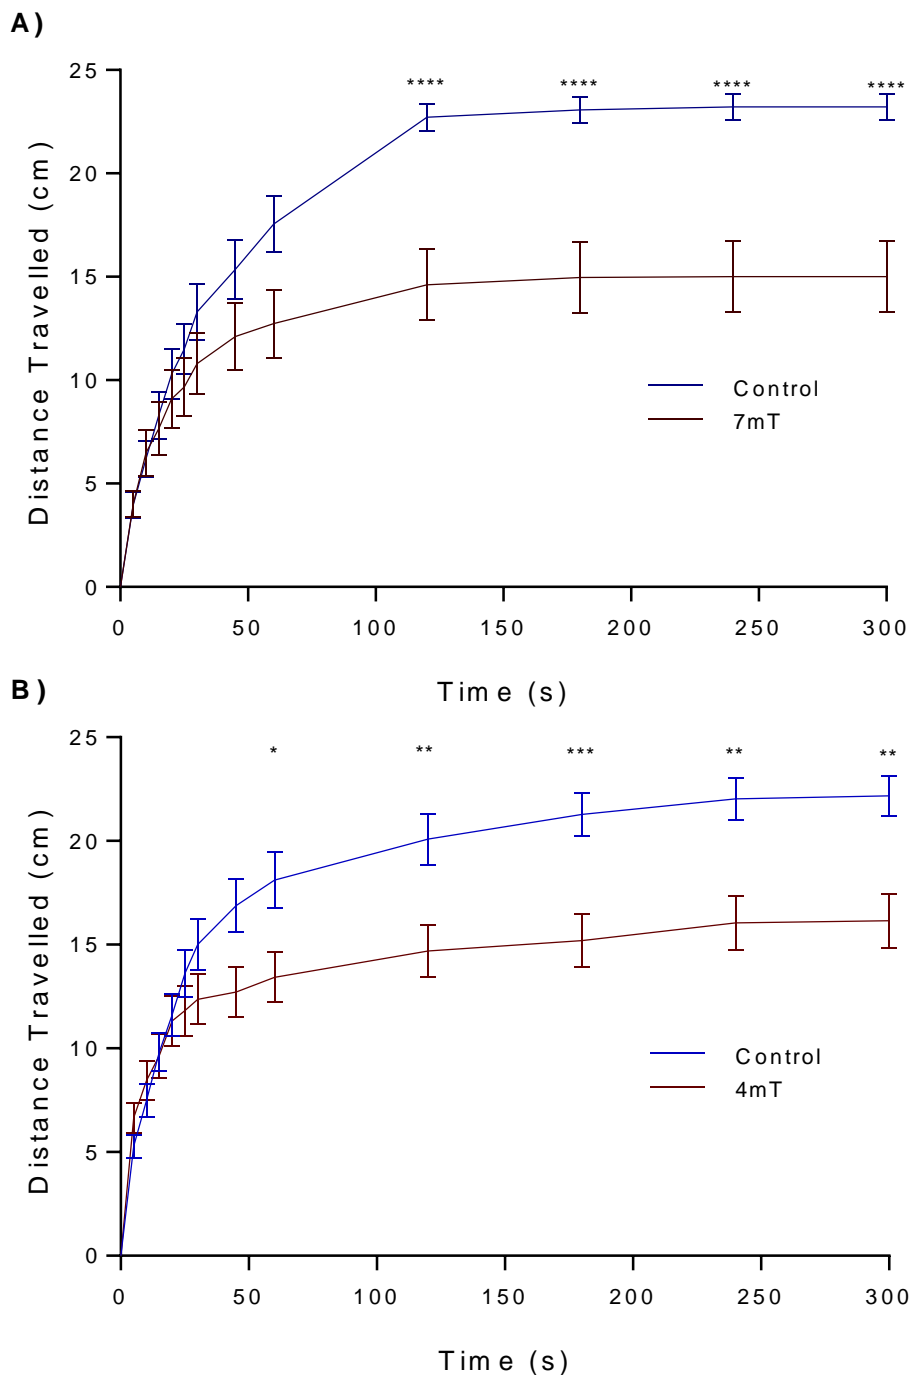 A)
25
20
15
10
5
0
Distance Travelled (cm)
**** **** **** ****
Control
7mT
0 50 100 150 200 250 300
Time (s)
B)
25
20
15
10
5
0
Distance Travelled (cm)
* ** *** ** **
Control
4mT
0 50 100 150 200 250 300
Time (s)